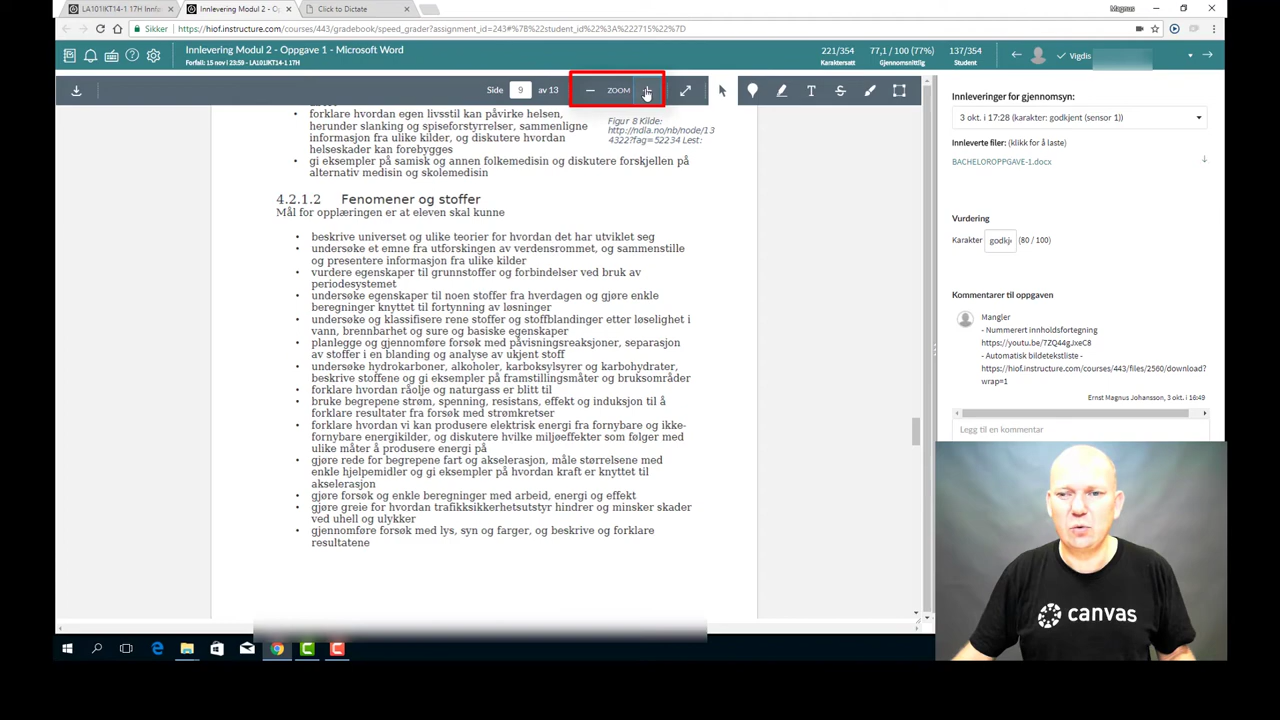 LA101IKT14-1 17H Innfø
Innlevering Modul 2 - Op
Click to Dictate
Magnus
Sikker
https://hiof.instructure.com/courses/443/gradebook/speed_grader?assignment_id=243#%7B%22student_id%22%3A%222715%22%7D
Innlevering Modul 2 - Oppgave 1 - Microsoft Word
Forfall: 15 nov i 23:59 - LA101IKT14-1 17H
221/354
Karaktersatt
77,1 / 100 (77%)
Gjennomsnittlig
137/354
Student
Vigdis
Side 9 av 13
ZOOM
forklare hvordan egen livsstil kan påvirke helsen,
herunder slanking og spiseforstyrrelser, sammenligne
informasjon fra ulike kilder, og diskutere hvordan
helseskader kan forebygges
Figur 8 Kilde:
http://ndla.no/nb/node/13
4322?fag=52234 Lest:
• gi eksempler på samisk og annen folkemedisin og diskutere forskjellen på
alternativ medisin og skolemedisin
4.2.1.2 Fenomener og stoffer
Mål for opplæringen er at eleven skal kunne
• beskrive universet og ulike teorier for hvordan det har utviklet seg
• undersøke et emne fra utforskingen av verdensrommet, og sammenstille
og presentere informasjon fra ulike kilder
• vurdere egenskaper til grunnstoffer og forbindelser ved bruk av
periodesystemet
• undersøke egenskaper til noen stoffer fra hverdagen og gjøre enkle
beregninger knyttet til fortynning av løsninger
• undersøke og klassifisere rene stoffer og stoffblandinger etter løselighet i
vann, brennbarhet og sure og basiske egenskaper
• planlegge og gjennomføre forsøk med påvisningsreaksjoner, separasjon
av stoffer i en blanding og analyse av ukjent stoff
• undersøke hydrokarboner, alkoholer, karboksylsyrer og karbohydrater,
beskrive stoffene og gi eksempler på framstillingsmåter og bruksområder
• forklare hvordan råolje og naturgass er blitt til
• bruke begrepene strøm, spenning, resistans, effekt og induksjon til å
forklare resultater fra forsøk med strømkretser
• forklare hvordan vi kan produsere elektrisk energi fra fornybare og ikke-
fornybare energikilder, og diskutere hvilke miljøeffekter som følger med
ulike måter å produsere energi på
• gjøre rede for begrepene fart og akselerasjon, måle størrelsene med
enkle hjelpemidler og gi eksempler på hvordan kraft er knyttet til
akselerasjon
• gjøre forsøk og enkle beregninger med arbeid, energi og effekt
• gjøre greie for hvordan trafikksikkerhetsutstyr hindrer og minsker skader
ved uhell og ulykker
• gjennomføre forsøk med lys, syn og farger, og beskrive og forklare
resultatene
Innleveringer for gjennomsyn:
3 okt. i 17:28 (karakter: godkjent (sensor 1))
Innleverte filer: (klikk for å laste)
BACHELOROPPGAVE-1.docx
Vurdering
Karakter godkje (80 / 100)
Kommentarer til oppgaven
Mangler
- Nummerert innholdsfortegning
https://youtu.be/7ZQ44gJxeC8
- Automatisk bildetekstliste -
https://hiof.instructure.com/courses/443/files/2560/download?
wrap=1
Ernst Magnus Johansson, 3 okt. i 16:49
Legg til en kommentar
canvas